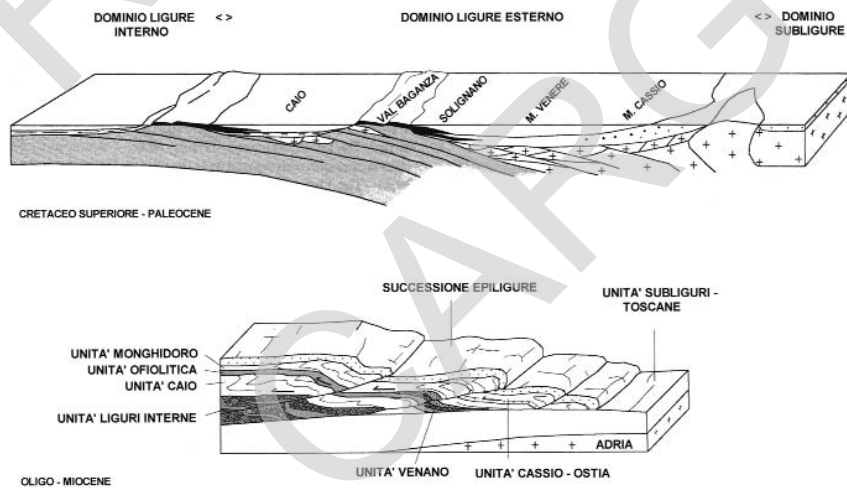 DOMINIO LIGURE <> DOMINIO LIGURE ESTERNO <> DOMINIO
INTERNO SUBLIGURE
CAIO
VAL BAGANZA
SOLIGNANO
M. VENERE
M. CASSIO
CRETACEO SUPERIORE - PALEOCENE
SUCCESSIONE EPILIGURE
UNITA' SUBLIGURI -
TOSCANE
UNITA' MONGHIDORO
UNITA' OFIOLITICA
UNITA' CAIO
UNITA' LIGURI INTERNE
ADRIA
UNITA' VENANO
UNITA' CASSIO - OSTIA
OLIGO - MIOCENE
CARG